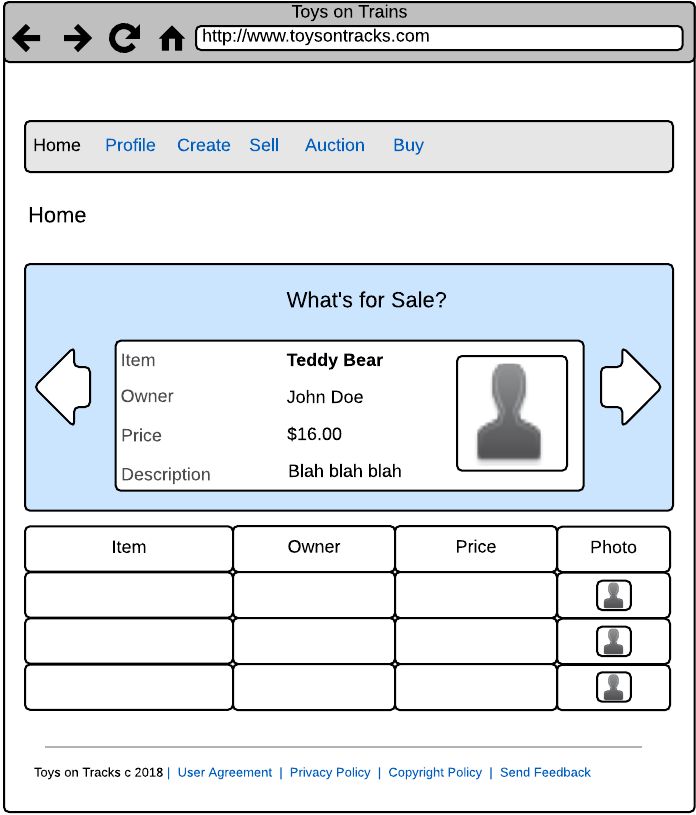 Toys on Trains
http://www.toysontracks.com
Home Profile Create Sell Auction Buy
Home
What's for Sale?
Item Teddy Bear
Owner John Doe
Price $16.00
Description Blah blah blah
Item Owner Price Photo
Toys on Tracks c 2018 | User Agreement | Privacy Policy | Copyright Policy | Send Feedback